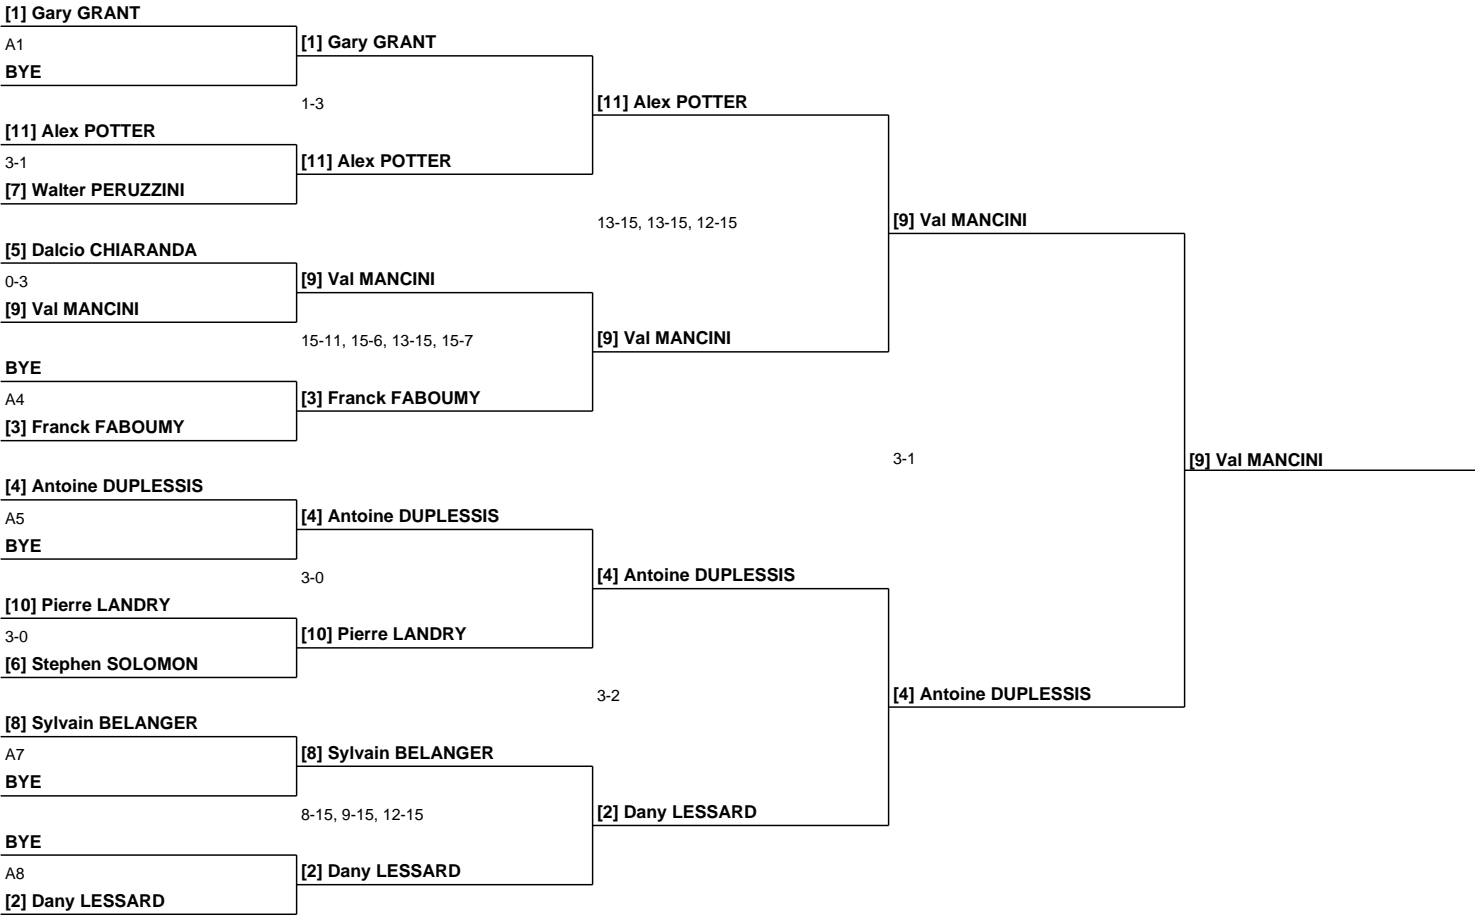 [1] Gary GRANT
A1
BYE
[1] Gary GRANT
1-3
[11] Alex POTTER
[11] Alex POTTER
3-1
[7] Walter PERUZZINI
[11] Alex POTTER
13-15, 13-15, 12-15
[9] Val MANCINI
[5] Dalcio CHIARANDA
0-3
[9] Val MANCINI
[9] Val MANCINI
15-11, 15-6, 13-15, 15-7
[9] Val MANCINI
BYE
A4
[3] Franck FABOUMY
[3] Franck FABOUMY
3-1
[9] Val MANCINI
[4] Antoine DUPLESSIS
A5
BYE
[4] Antoine DUPLESSIS
3-0
[4] Antoine DUPLESSIS
[10] Pierre LANDRY
3-0
[6] Stephen SOLOMON
[10] Pierre LANDRY
3-2
[4] Antoine DUPLESSIS
[8] Sylvain BELANGER
A7
BYE
[8] Sylvain BELANGER
8-15, 9-15, 12-15
[2] Dany LESSARD
BYE
A8
[2] Dany LESSARD
[2] Dany LESSARD